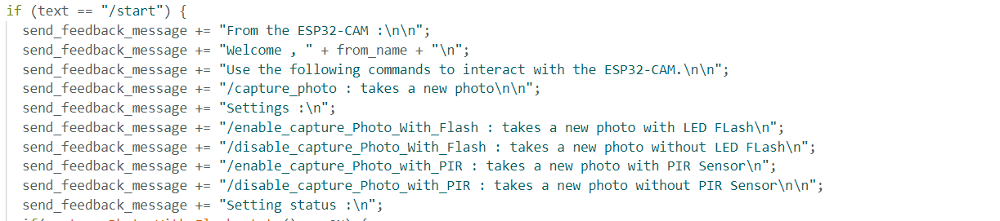 if (text == "/start") {
send_feedback_message += "From the ESP32-CAM :\n\n";
send_feedback_message += "Welcome , " + from_name + "\n";
send_feedback_message += "Use the following commands to interact with the ESP32-CAM.\n\n";
send_feedback_message += "/capture_photo : takes a new photo\n\n";
send_feedback_message += "Settings :\n";
send_feedback_message += "/enable_capture_Photo_With_Flash : takes a new photo with LED FLash\n";
send_feedback_message += "/disable_capture_Photo_With_Flash : takes a new photo without LED FLash\n";
send_feedback_message += "/enable_capture_Photo_with_PIR : takes a new photo with PIR Sensor\n";
send_feedback_message += "/disable_capture_Photo_with_PIR : takes a new photo without PIR Sensor\n\n";
send_feedback_message += "Setting status :\n";